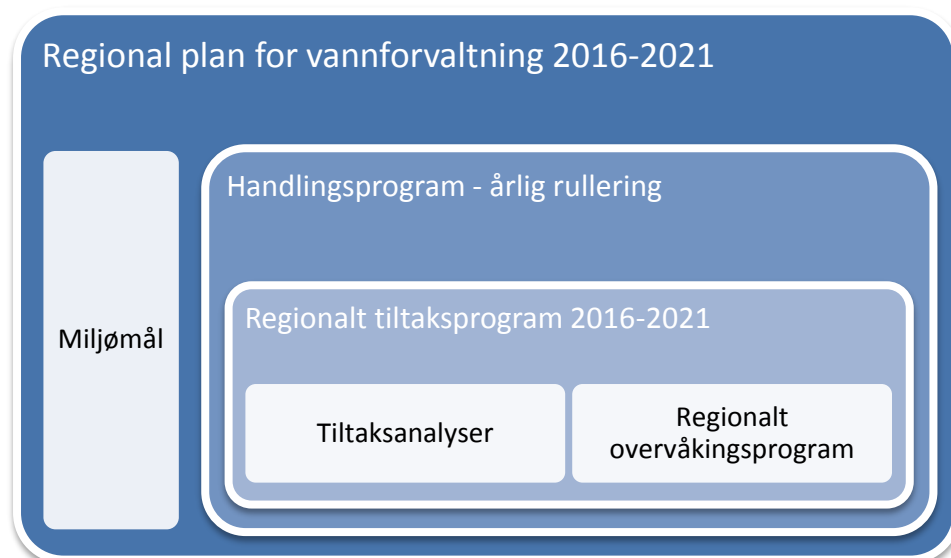 Regional plan for vannforvaltning 2016-2021
Handlingsprogram - årlig rullering
Miljømål
Regionalt tiltaksprogram 2016-2021
Tiltaksanalyser
Regionalt
overvåkingsprogram